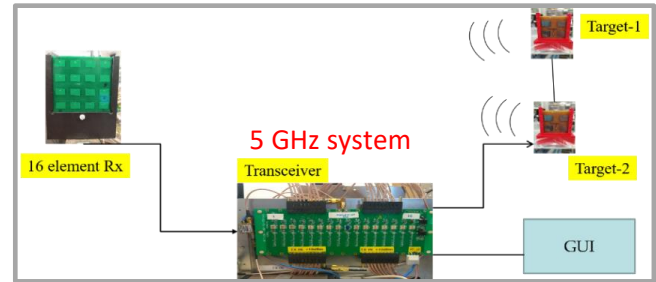 Target-1
5 GHz system
16 element Rx
Transceiver
Target-2
GUI